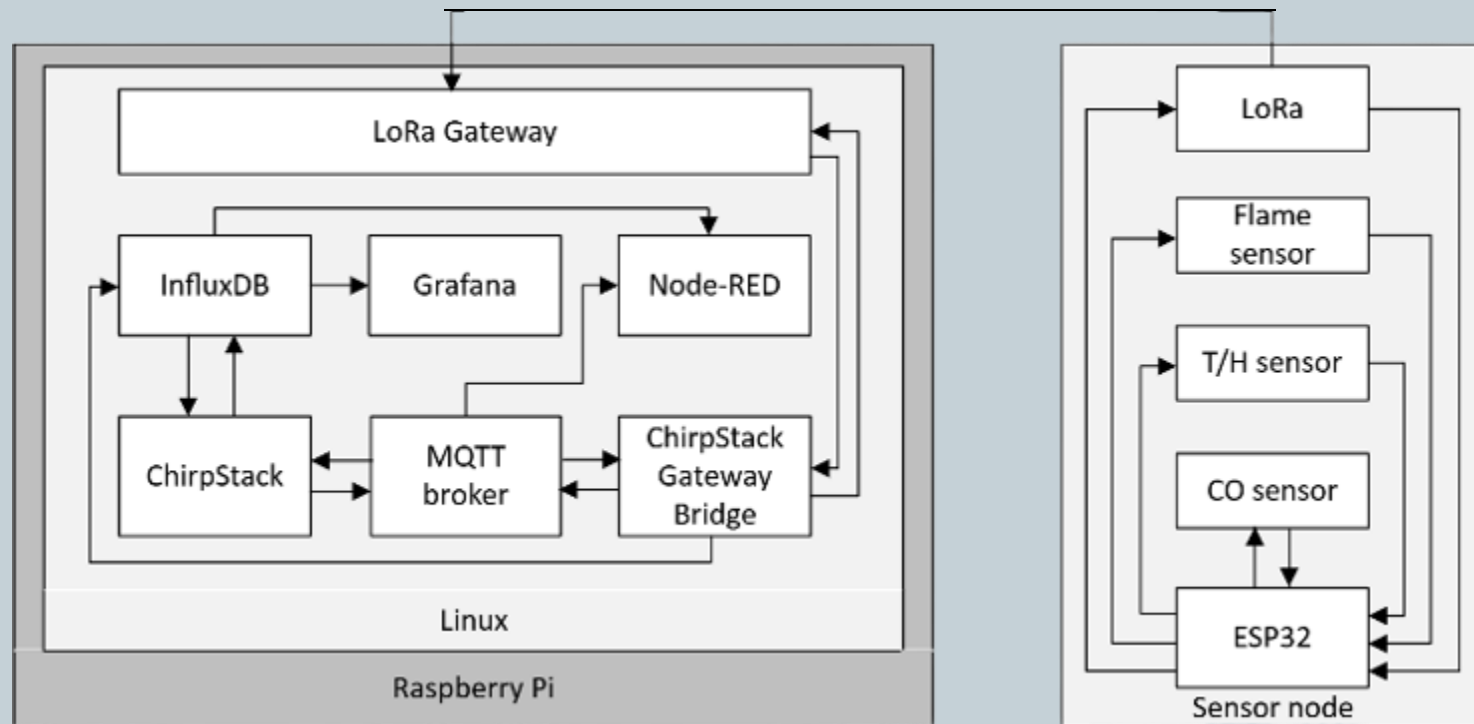 LoRa Gateway
InfluxDB
Grafana
Node-RED
ChirpStack
MQTT
broker
ChirpStack
Gateway
Bridge
Linux
Raspberry Pi
LoRa
Flame
sensor
T/H sensor
CO sensor
ESP32
Sensor node